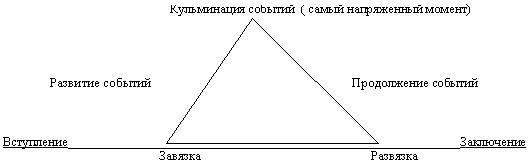 Кульминация событий ( самый напряженный момент)
Развитие событий
Продолжение событий
Вступление
Заключение
Завязка
Развязка